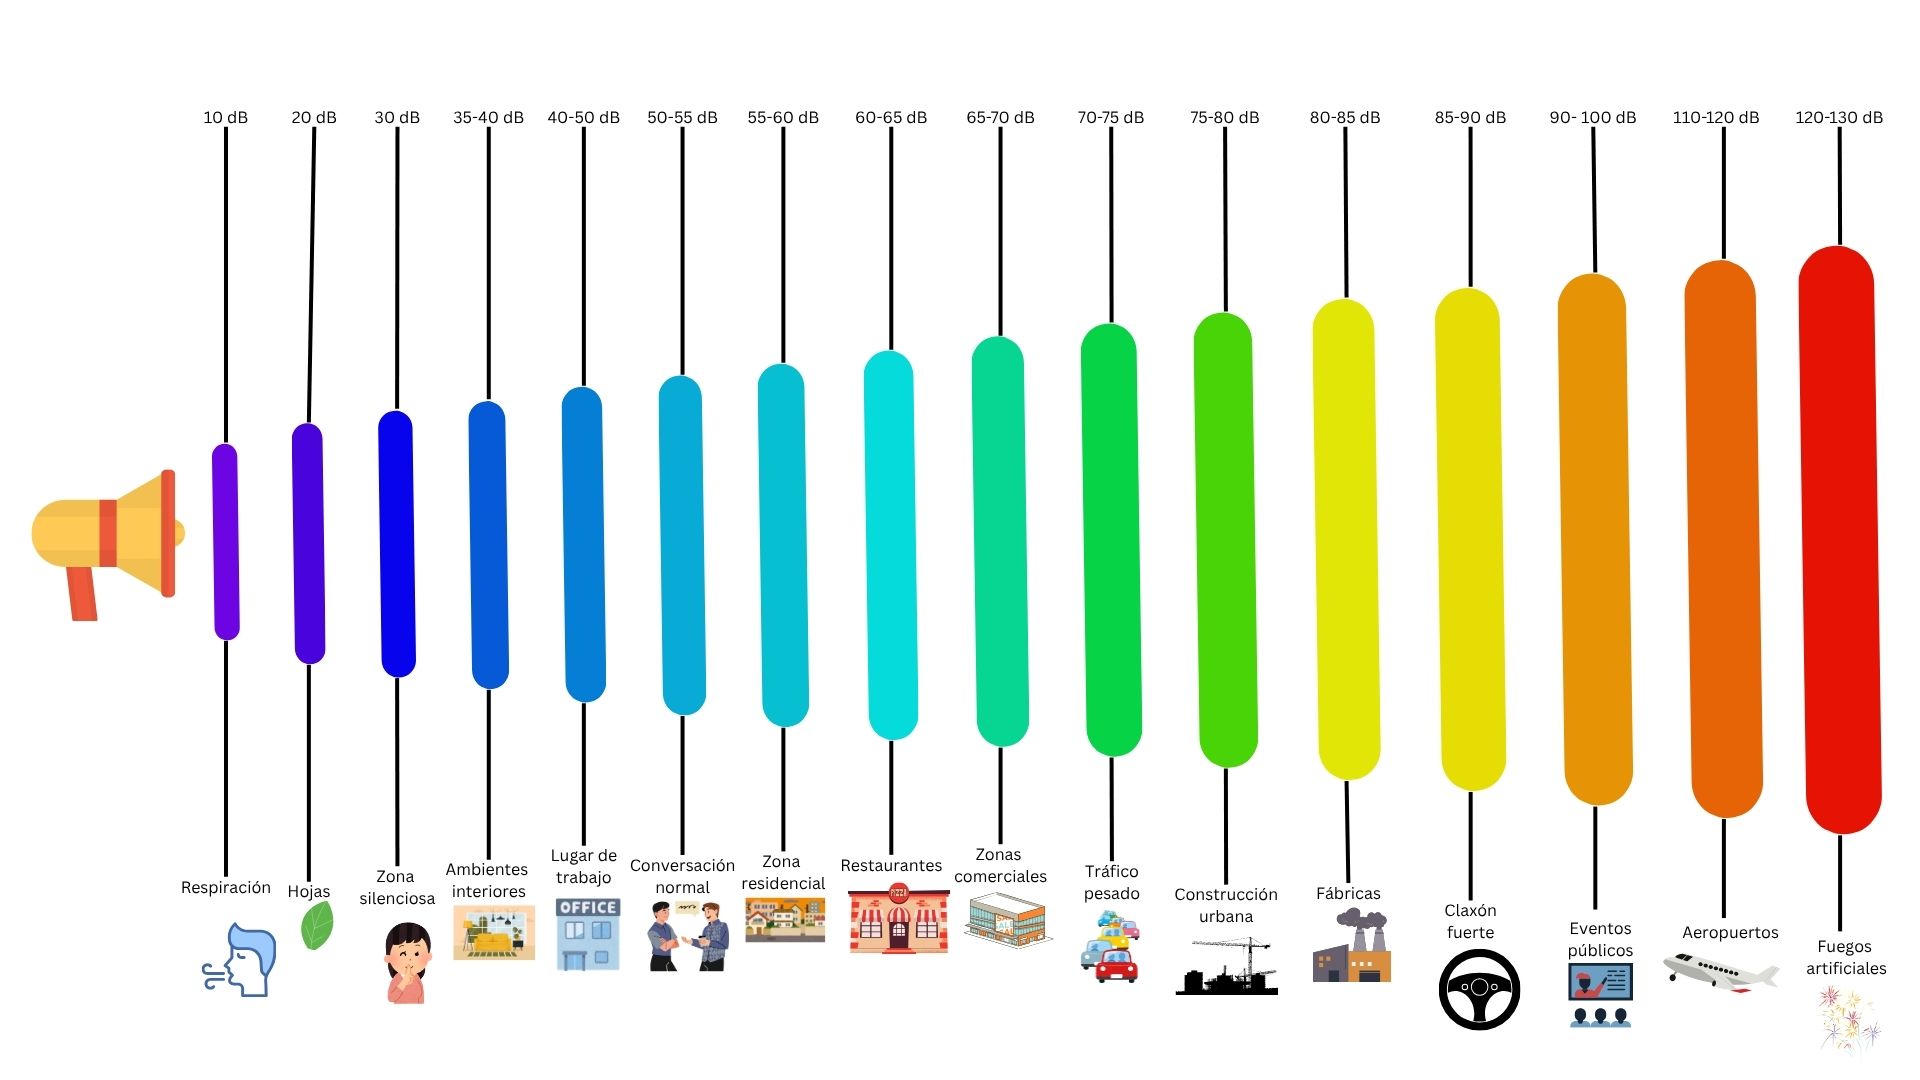 10 dB
20 dB
30 dB
35-40 dB
40-50 dB
50-55 dB
55-60 dB
60-65 dB
65-70 dB
70-75 dB
75-80 dB
80-85 dB
85-90 dB
90- 100 dB
110-120 dB
120-130 dB
Respiración
Hojas
Zona
silenciosa
Ambientes
interiores
Lugar de
trabajo
OFFICE
Conversación
normal
Zona
residencial
Restaurantes
PIZZA
Zonas
comerciales
Tráfico
pesado
Construcción
urbana
Fábricas
Claxón
fuerte
Eventos
públicos
Aeropuertos
Fuegos
artificiales